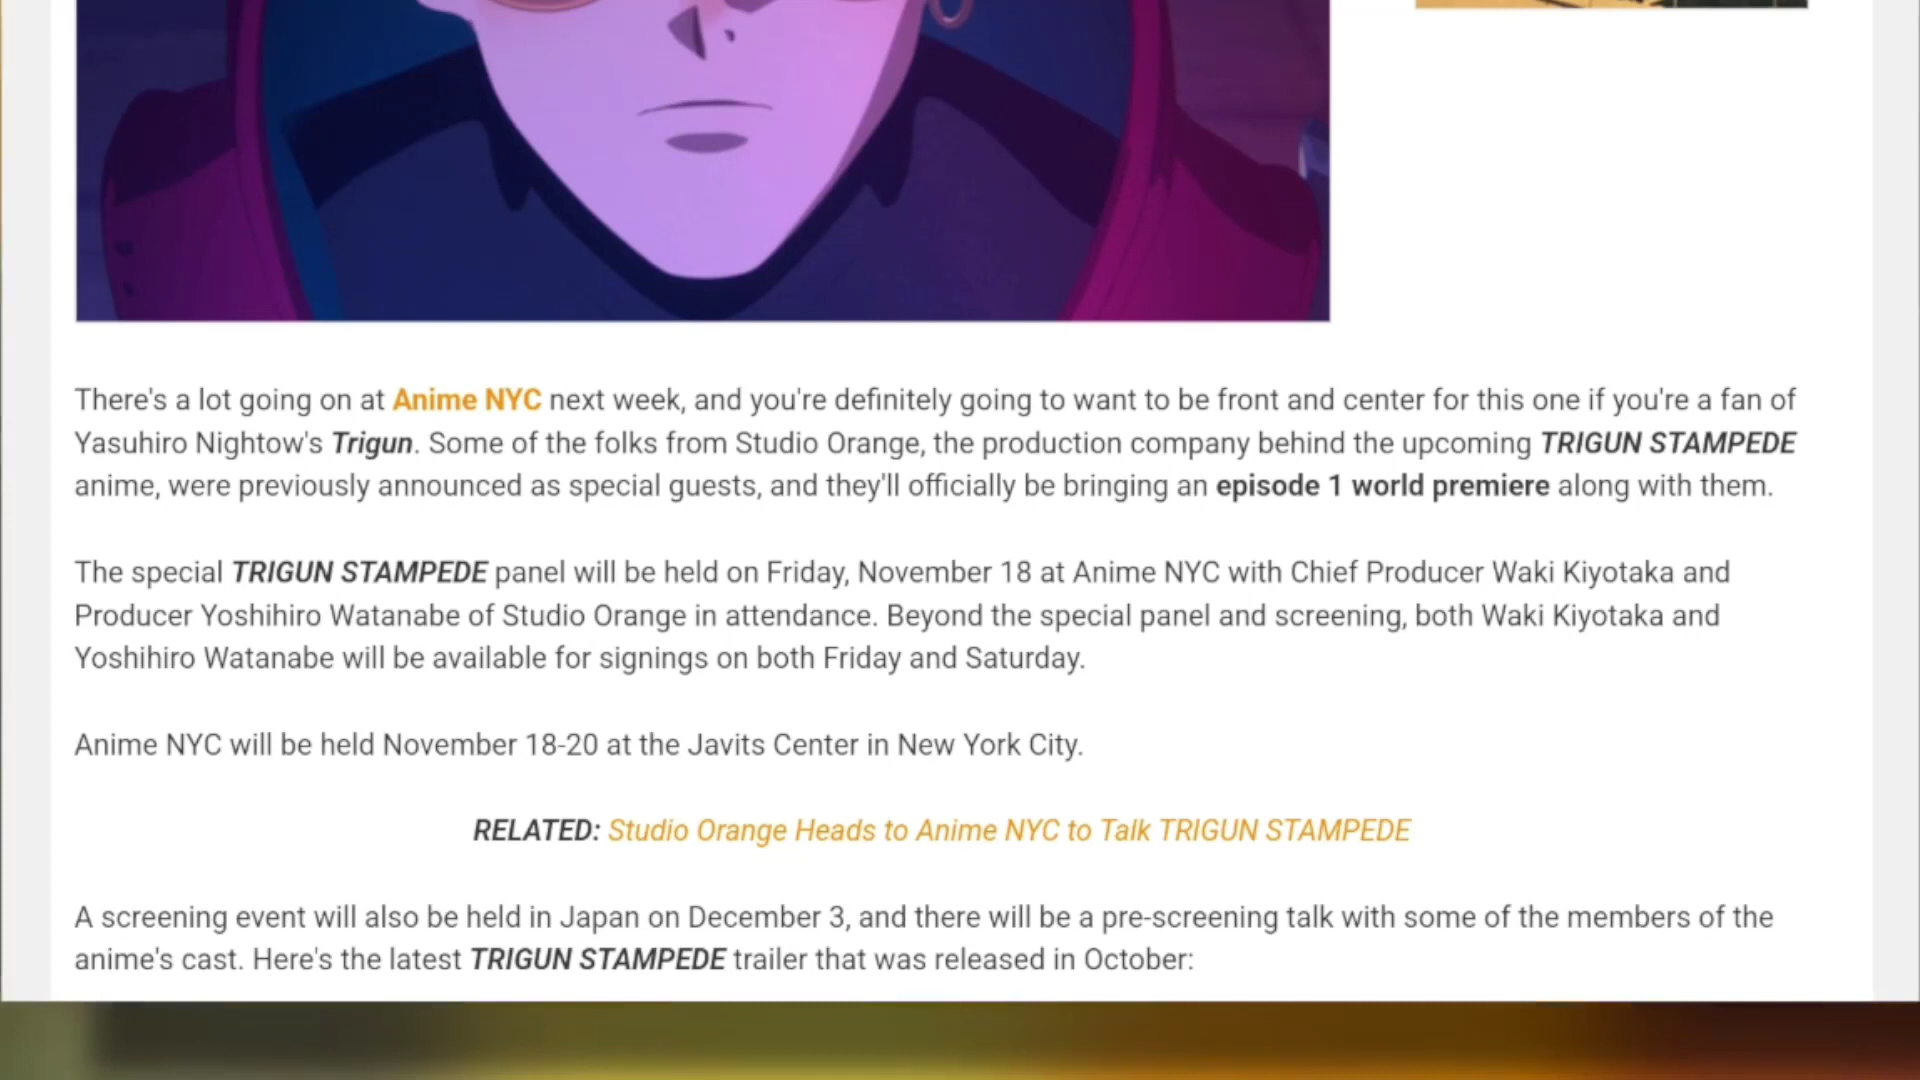 There's a lot going on at Anime NYC next week, and you're definitely going to want to be front and center for this one if you're a fan of
Yasuhiro Nightow's Trigun. Some of the folks from Studio Orange, the production company behind the upcoming TRIGUN STAMPEDE
anime, were previously announced as special guests, and they'll officially be bringing an episode 1 world premiere along with them.
The special TRIGUN STAMPEDE panel will be held on Friday, November 18 at Anime NYC with Chief Producer Waki Kiyotaka and
Producer Yoshihiro Watanabe of Studio Orange in attendance. Beyond the special panel and screening, both Waki Kiyotaka and
Yoshihiro Watanabe will be available for signings on both Friday and Saturday.
Anime NYC will be held November 18-20 at the Javits Center in New York City.
RELATED: Studio Orange Heads to Anime NYC to Talk TRIGUN STAMPEDE
A screening event will also be held in Japan on December 3, and there will be a pre-screening talk with some of the members of the
anime's cast. Here's the latest TRIGUN STAMPEDE trailer that was released in October: